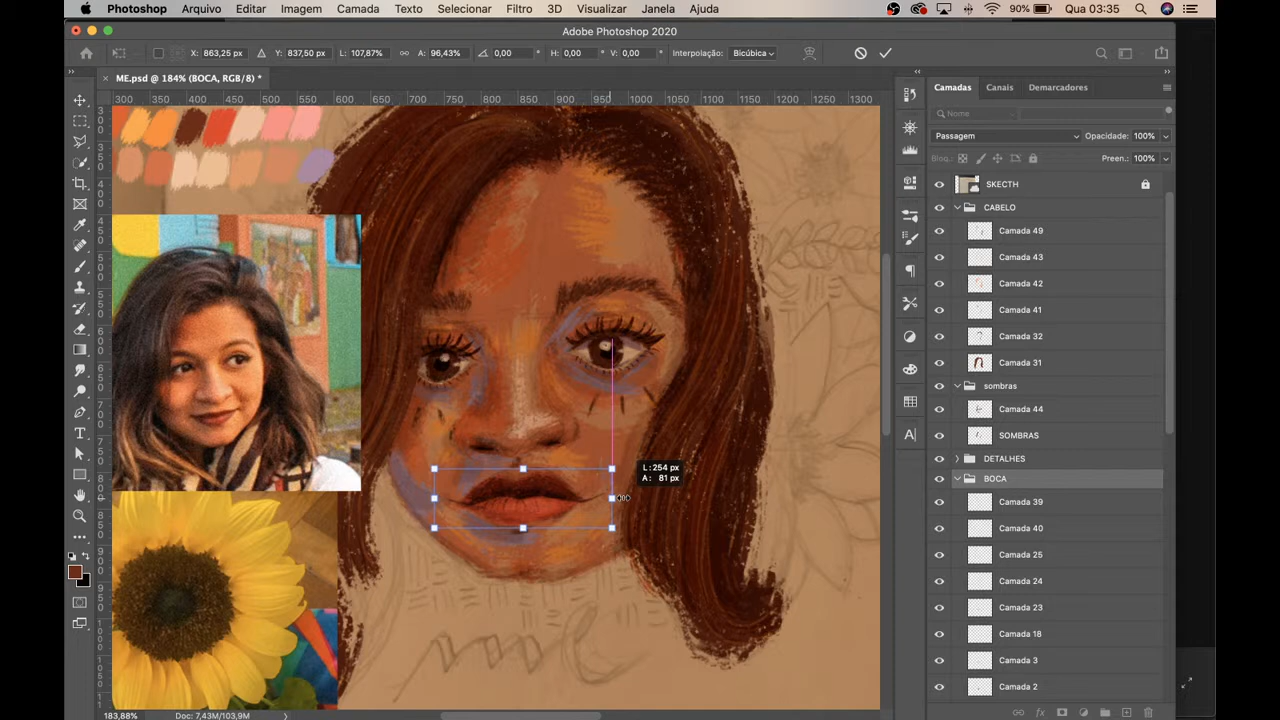 Photoshop Arquivo Editar Imagem Camada Texto Selecionar Filtro 3D Visualizar Janela Ajuda 90% Qua 03:35
Adobe Photoshop 2020
X: 863,25 px Y: 837,50 px L: 107,87% A: 96,43% 0,00 ° H: 0,00 ° V: 0,00 ° Interpolação: Bicúbica
ME.psd @ 184% (BOCA, RGB/8) *
300 350 400 450 500 550 600 650 700 750 800 850 900 950 1000 1050 1100 1150 1200 1250 1300
Camadas Canais Demarcadores
Nome
Passagem Opacidade: 100%
Bloq.: Preen.: 100%
SKECTH
CABELO
Camada 49
Camada 43
Camada 42
Camada 41
Camada 32
Camada 31
sombras
Camada 44
SOMBRAS
DETALHES
BOCA
Camada 39
Camada 40
Camada 25
Camada 24
Camada 23
Camada 18
Camada 3
Camada 2
L: 254 px
A: 81 px
183,88% Doc: 7,43M/103,9M